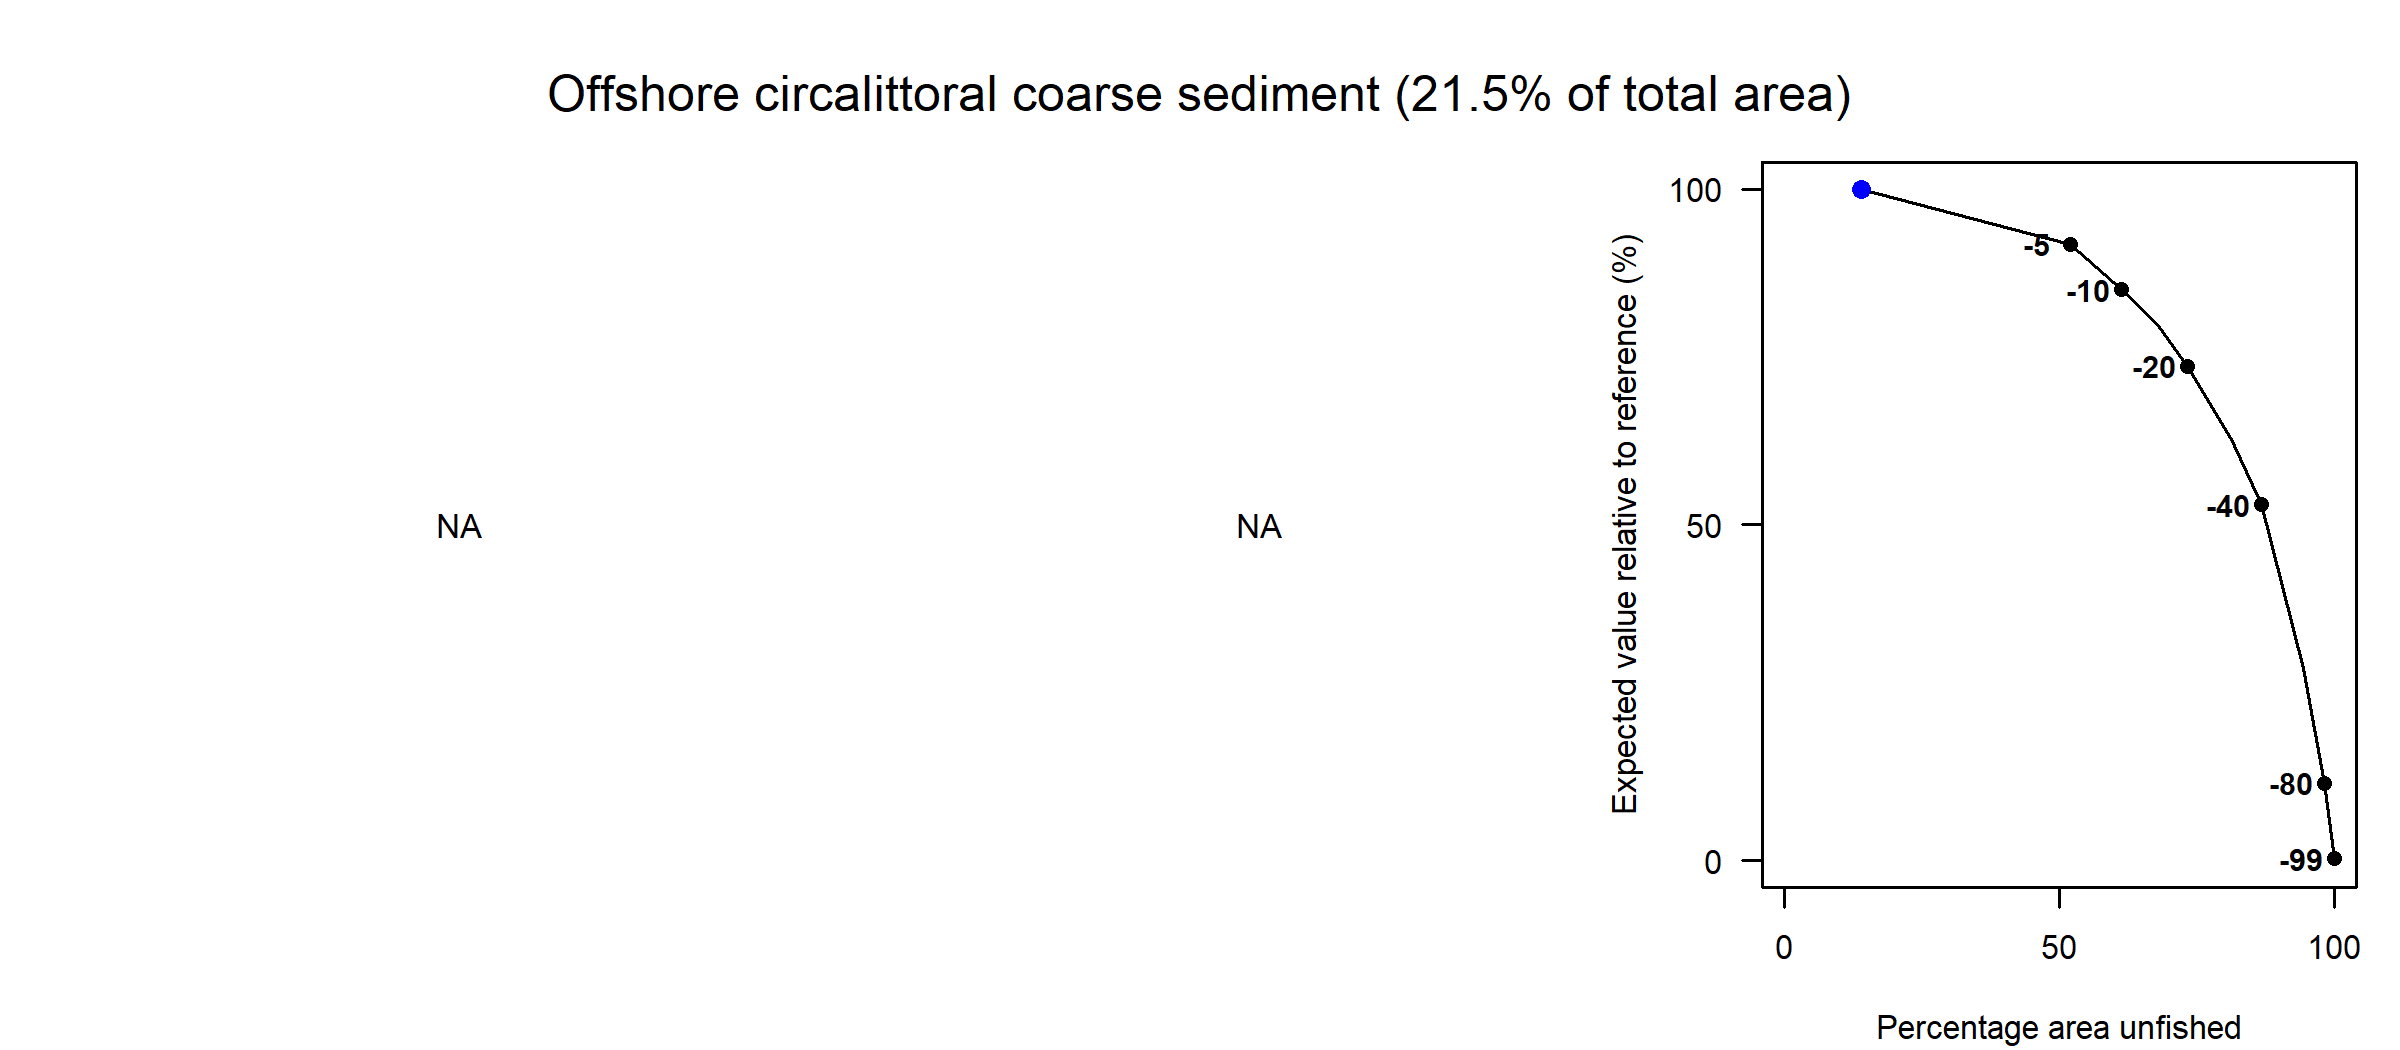 Offshore circalittoral coarse sediment (21.5% of total area)
NA
NA
Expected value relative to reference (%)
100
50
0
-5
-10
-20
-40
-80
-99
0 50 100
Percentage area unfished